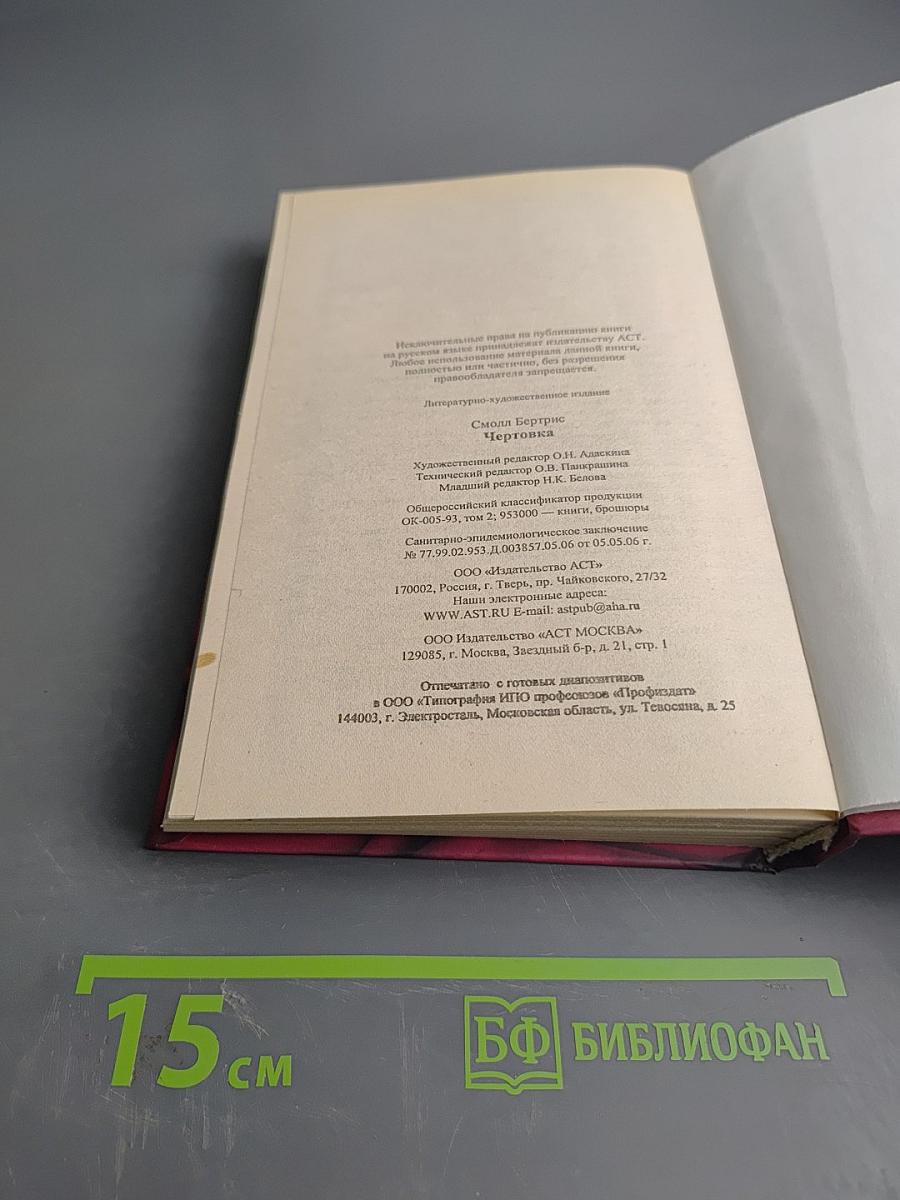 Исключительные права на публикацию книги
на русском языке принадлежат издательству АСТ.
Любое использование материала данной книги,
полностью или частично, без разрешения
правообладателя запрещается.
Литературно-художественное издание
Смолл Бертрис
Чертовка
Художественный редактор О.Н. Адаскина
Технический редактор О.В. Панкрашина
Младший редактор Н.К. Белова
Общероссийский классификатор продукции
ОК-005-93, том 2; 953000 — книги, брошюры
Санитарно-эпидемиологическое заключение
№ 77.99.02.953.Д.003857.05.06 от 05.05.06 г.
ООО «Издательство АСТ»
170002, Россия, г. Тверь, пр. Чайковского, 27/32
Наши электронные адреса:
WWW.AST.RU E-mail: astpub@aha.ru
ООО Издательство «АСТ МОСКВА»
129085, г. Москва, Звездный б-р, д. 21, стр. 1
Отпечатано с готовых диапозитивов
в ООО «Типография ИПО профсоюзов «Профиздат»
144003, г. Электросталь, Московская область, ул. Тевосяна, д. 25
15 см
БФ БИБЛИОФАН